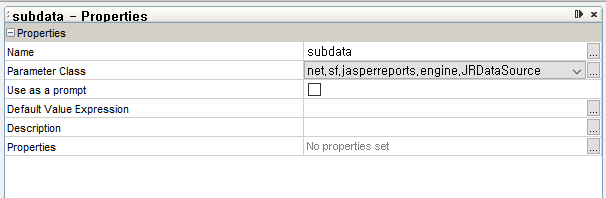 subdata - Properties
Properties
Name subdata ...
Parameter Class net.sf.jasperreports.engine.JRDataSource ...
Use as a prompt
Default Value Expression ...
Description ...
Properties No properties set ...